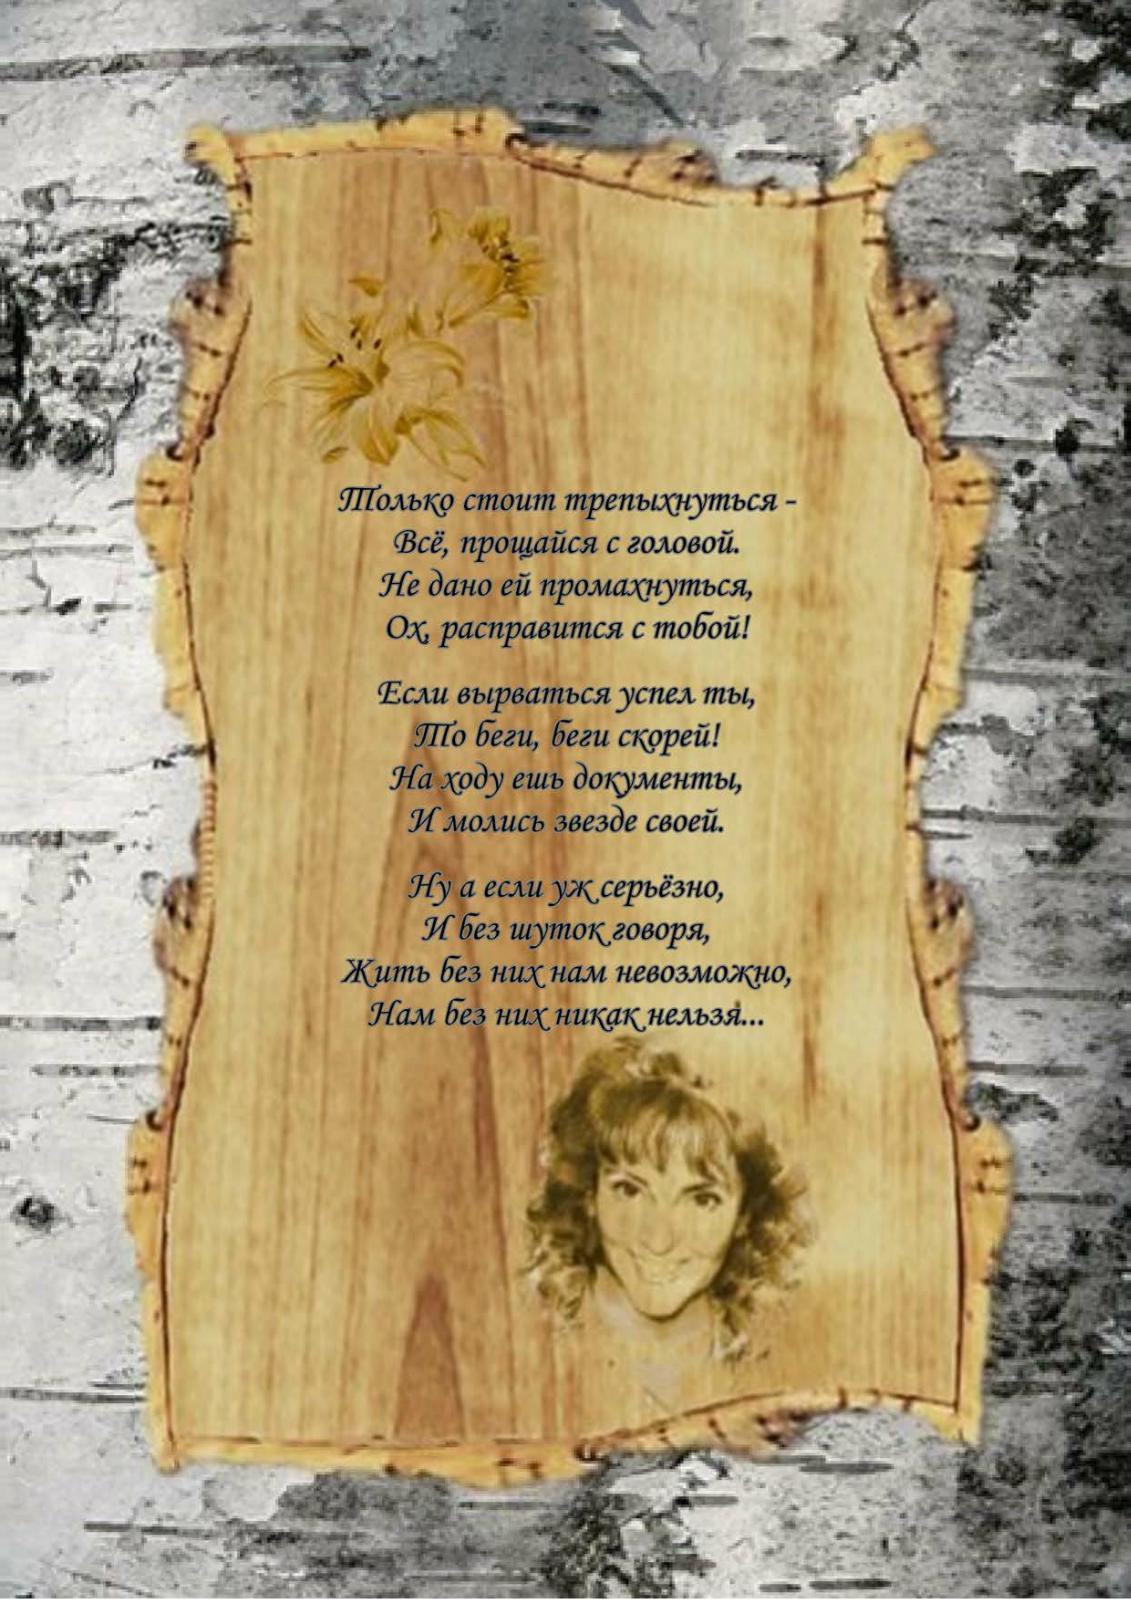 Только стоит трепыхнуться -
Всё, прощайся с головой.
Не дано ей промахнуться,
Ох, расправится с тобой!
Если вырваться успел ты,
То беги, беги скорей!
На ходу ешь документы,
И молись звезде своей.
Ну а если уж серьёзно,
И без шуток говоря,
Жить без них нам невозможно,
Нам без них никак нельзя...